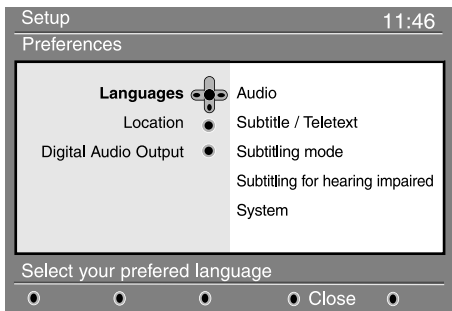 Setup 11:46
Preferences
Languages
Location
Digital Audio Output
Audio
Subtitle / Teletext
Subtitling mode
Subtitling for hearing impaired
System
Select your prefered language
Close